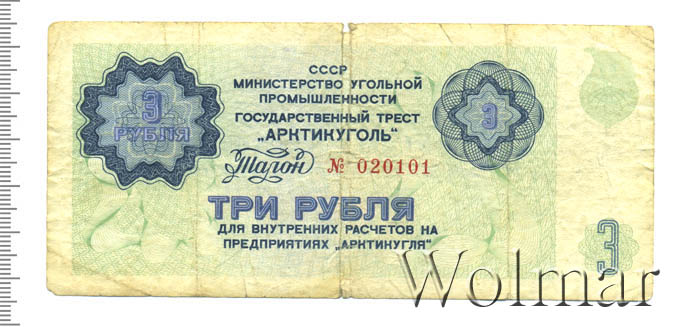 СССР
МИНИСТЕРСТВО УГОЛЬНОЙ
ПРОМЫШЛЕННОСТИ
ГОСУДАРСТВЕННЫЙ ТРЕСТ
„АРКТИКУГОЛЬ“
Талон № 020101
3
РУБЛЯ
3
ТРИ РУБЛЯ
ДЛЯ ВНУТРЕННИХ РАСЧЕТОВ НА
ПРЕДПРИЯТИЯХ „АРКТИКУГЛЯ“
3
Wolmar